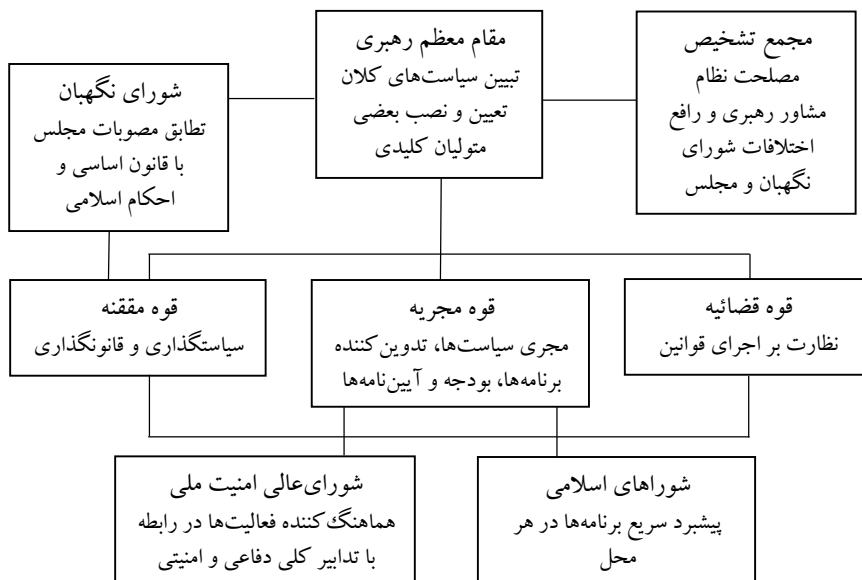 مجمع تشخیص
مصلحت نظام
مشاور رهبری و رافع
اختلافات شورای
نگهبان و مجلس
مقام معظم رهبری
تبیین سیاست‌های کلان
تعیین و نصب بعضی
متولیان کلیدی
شورای نگهبان
تطابق مصوبات مجلس
با قانون اساسی و
احکام اسلامی
قوه قضائیه
نظارت بر اجرای قوانین
قوه مجریه
مجری سیاست‌ها، تدوین‌کننده
برنامه‌ها، بودجه و آیین‌نامه‌ها
قوه مقننه
سیاستگذاری و قانونگذاری
شوراهای اسلامی
پیشبرد سریع برنامه‌ها در هر
محل
شورای‌عالی امنیت ملی
هماهنگ‌کننده فعالیت‌ها در رابطه
با تدابیر کلی دفاعی و امنیتی